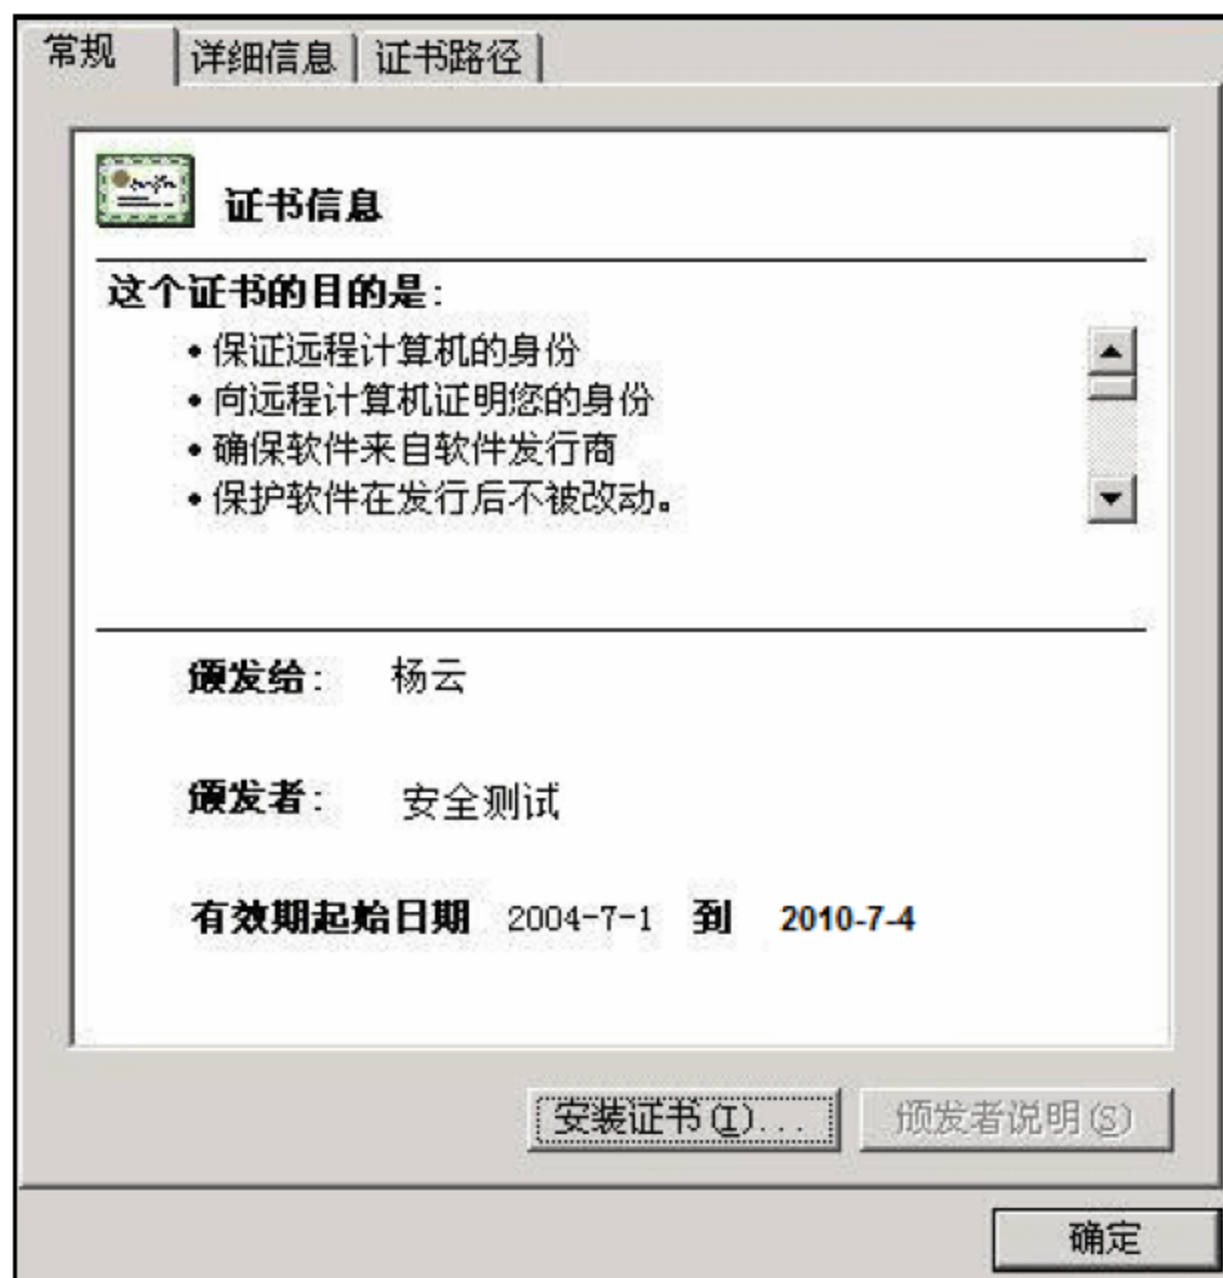 常规 详细信息 证书路径
证书信息
这个证书的目的是:
•保证远程计算机的身份
•向远程计算机证明您的身份
•确保软件来自软件发行商
•保护软件在发行后不被改动。
颁发给: 杨云
颁发者: 安全测试
有效期起始日期 2004-7-1 到 2010-7-4
安装证书(I)... 颁发者说明(S)
确定